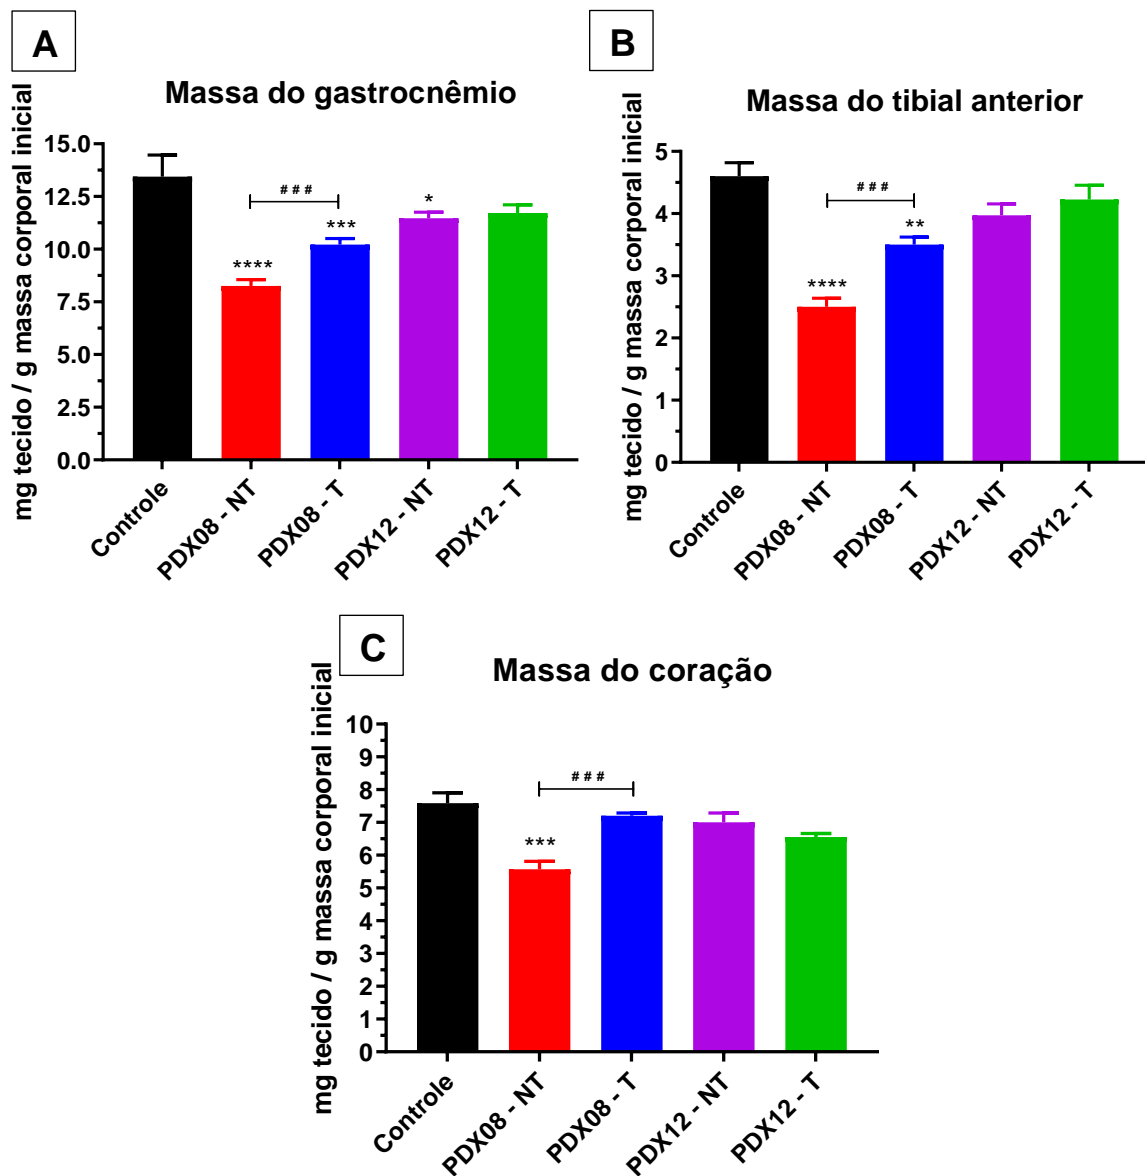 A
Massa do gastrocnêmio
mg tecido / g massa corporal inicial
15.0
12.5
10.0
7.5
5.0
2.5
0.0
****
# # #
***
*
Controle
PDX08 - NT
PDX08 - T
PDX12 - NT
PDX12 - T
B
Massa do tibial anterior
mg tecido / g massa corporal inicial
5
4
3
2
1
0
****
# # #
**
Controle
PDX08 - NT
PDX08 - T
PDX12 - NT
PDX12 - T
C
Massa do coração
mg tecido / g massa corporal inicial
10
9
8
7
6
5
4
3
2
1
0
***
# # #
Controle
PDX08 - NT
PDX08 - T
PDX12 - NT
PDX12 - T